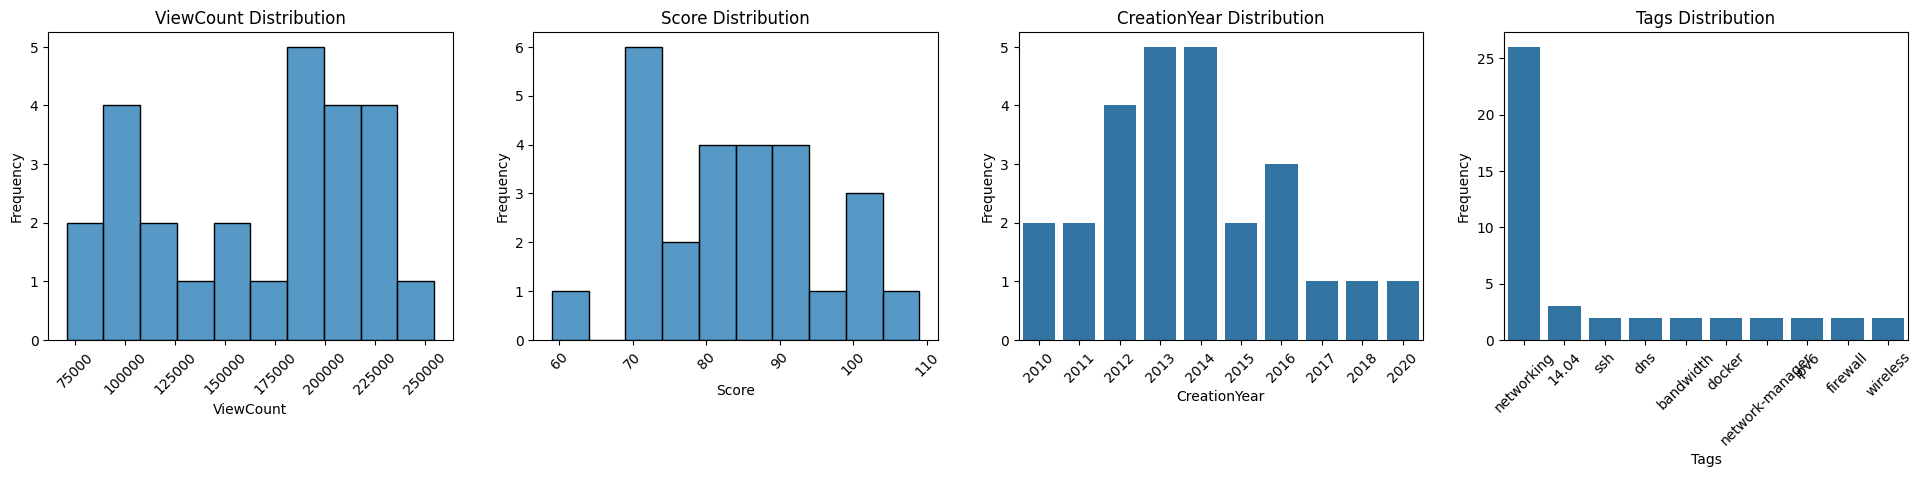 ViewCount Distribution
5
4
3
2
1
0
Frequency
75000
100000
125000
150000
175000
200000
225000
250000
ViewCount
Score Distribution
6
5
4
3
2
1
0
Frequency
60
70
80
90
100
110
Score
CreationYear Distribution
5
4
3
2
1
0
Frequency
2010
2011
2012
2013
2014
2015
2016
2017
2018
2020
CreationYear
Tags Distribution
25
20
15
10
5
0
Frequency
networking
14.04
ssh
dns
bandwidth
docker
network-manager
ipv6
firewall
wireless
Tags